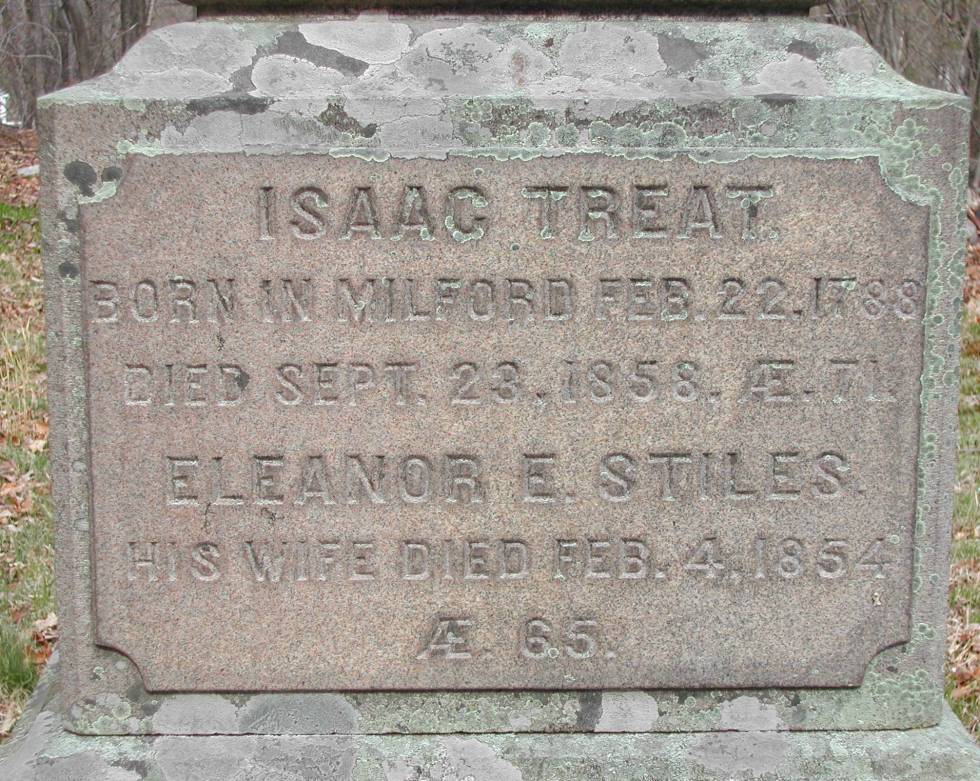 ISAAC TREAT.
BORN IN MILFORD FEB. 22. 1788
DIED SEPT. 23, 1858. Æ. 71.
ELEANOR E. STILES.
HIS WIFE DIED FEB. 4, 1854
Æ. 65.